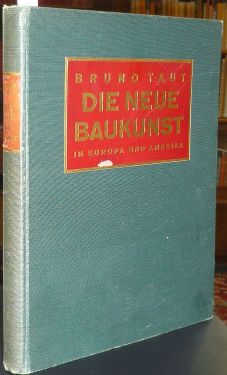 BRUNO TAUT
DIE NEUE
BAUKUNST
IN EUROPA UND AMERIKA